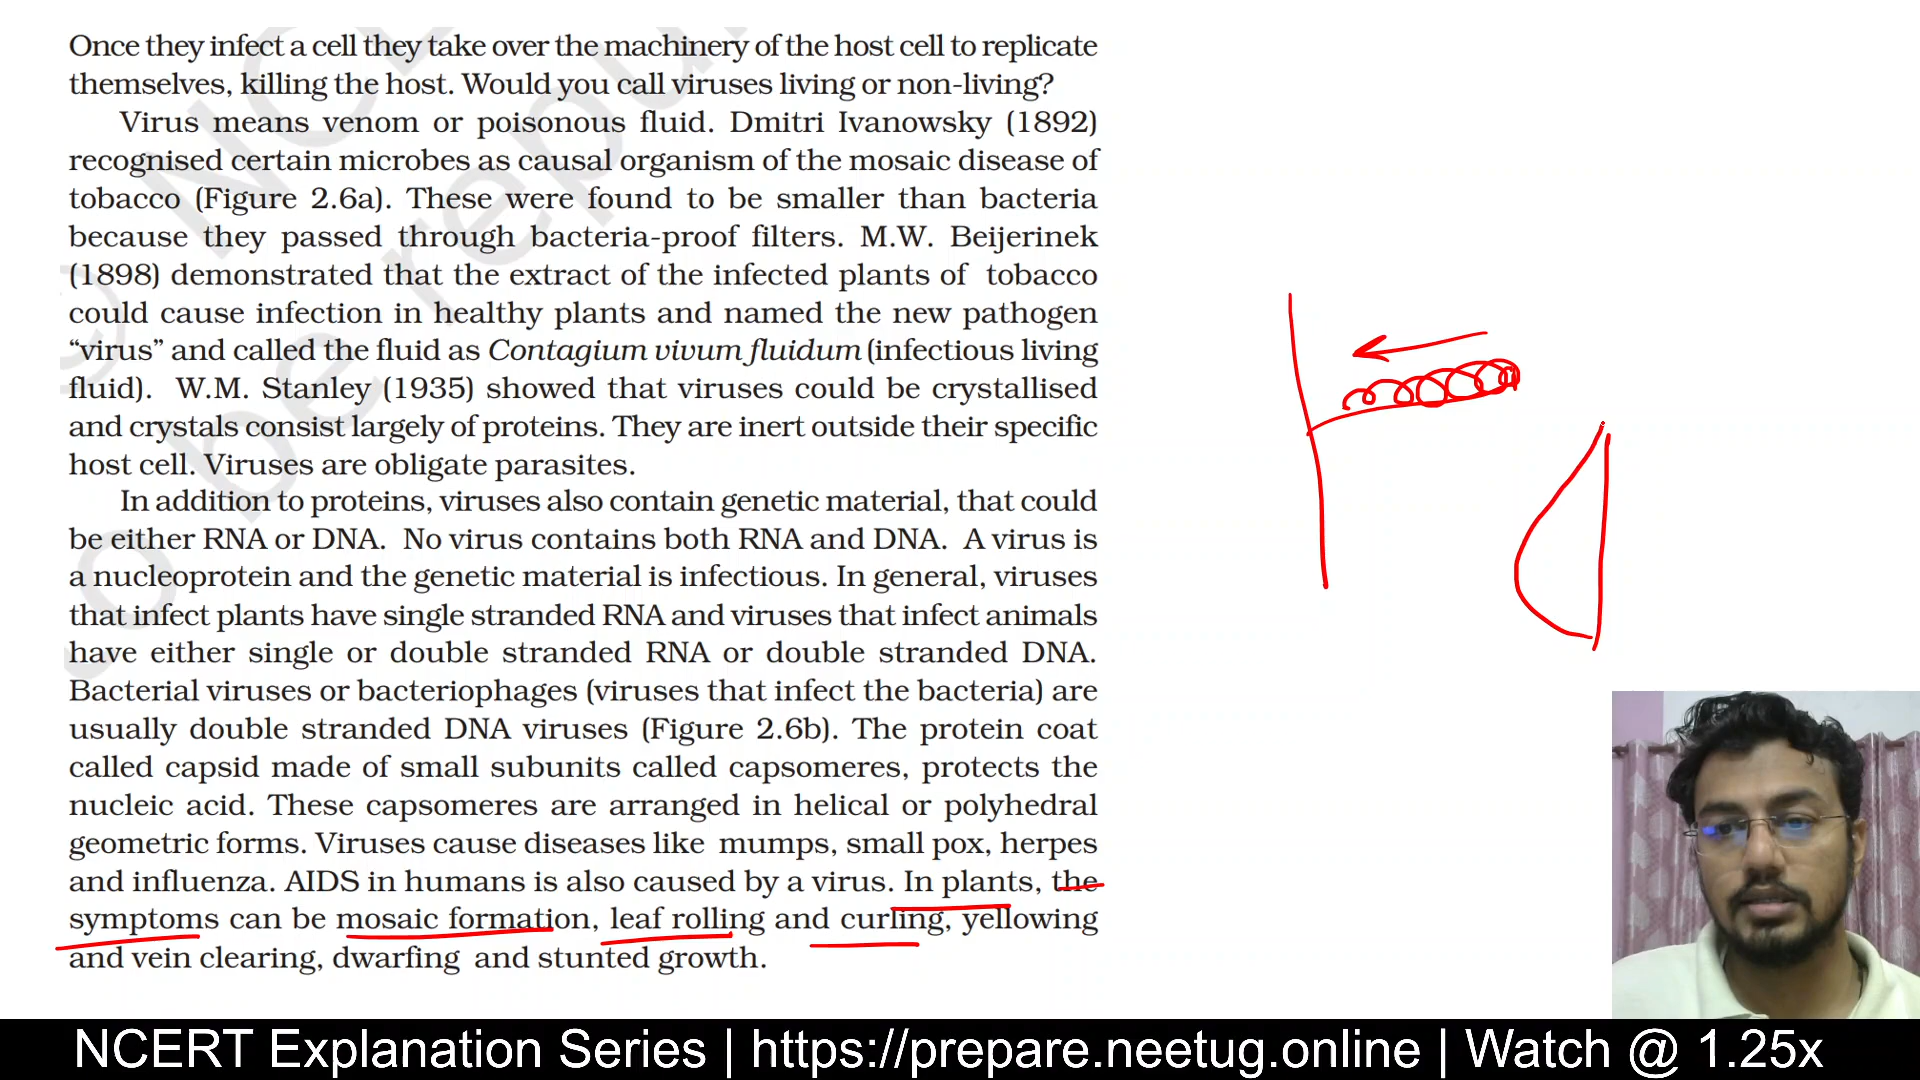 Once they infect a cell they take over the machinery of the host cell to replicate
themselves, killing the host. Would you call viruses living or non-living?
Virus means venom or poisonous fluid. Dmitri Ivanowsky (1892)
recognised certain microbes as causal organism of the mosaic disease of
tobacco (Figure 2.6a). These were found to be smaller than bacteria
because they passed through bacteria-proof filters. M.W. Beijerinek
(1898) demonstrated that the extract of the infected plants of tobacco
could cause infection in healthy plants and named the new pathogen
“virus” and called the fluid as Contagium vivum fluidum (infectious living
fluid). W.M. Stanley (1935) showed that viruses could be crystallised
and crystals consist largely of proteins. They are inert outside their specific
host cell. Viruses are obligate parasites.
In addition to proteins, viruses also contain genetic material, that could
be either RNA or DNA. No virus contains both RNA and DNA. A virus is
a nucleoprotein and the genetic material is infectious. In general, viruses
that infect plants have single stranded RNA and viruses that infect animals
have either single or double stranded RNA or double stranded DNA.
Bacterial viruses or bacteriophages (viruses that infect the bacteria) are
usually double stranded DNA viruses (Figure 2.6b). The protein coat
called capsid made of small subunits called capsomeres, protects the
nucleic acid. These capsomeres are arranged in helical or polyhedral
geometric forms. Viruses cause diseases like mumps, small pox, herpes
and influenza. AIDS in humans is also caused by a virus. In plants, the
symptoms can be mosaic formation, leaf rolling and curling, yellowing
and vein clearing, dwarfing and stunted growth.
NCERT Explanation Series | https://prepare.neetug.online | Watch @ 1.25x